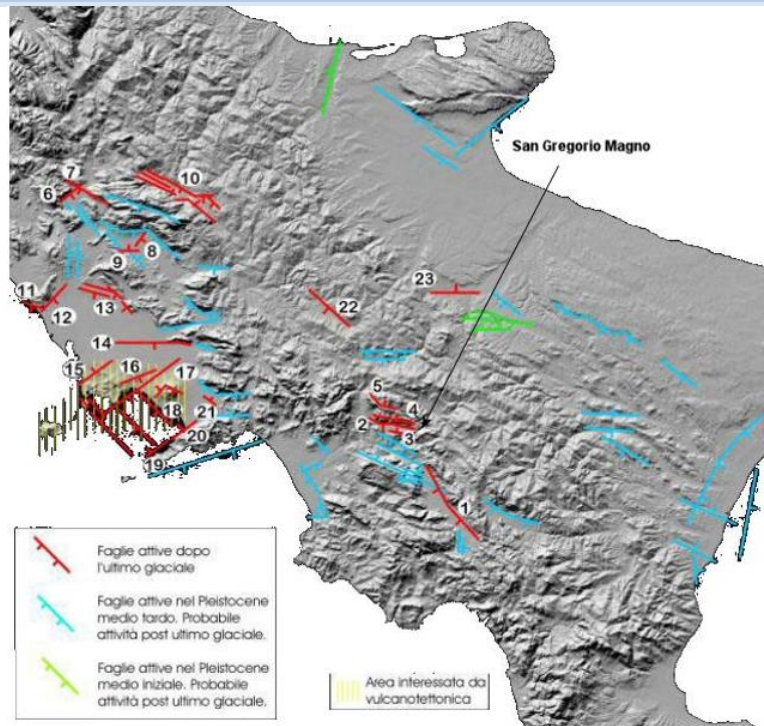 San Gregorio Magno
7
10
6
8
9
23
11
22
12
13
14
15
16
17
5
4
18
21
2
20
3
19
1
Faglie attive dopo
l'ultimo glaciale
Faglie attive nel Pleistocene
medio tardo. Probabile
attività post ultimo glaciale.
Faglie attive nel Pleistocene
medio iniziale. Probabile
attività post ultimo glaciale.
Area interessata da
vulcanotettonica